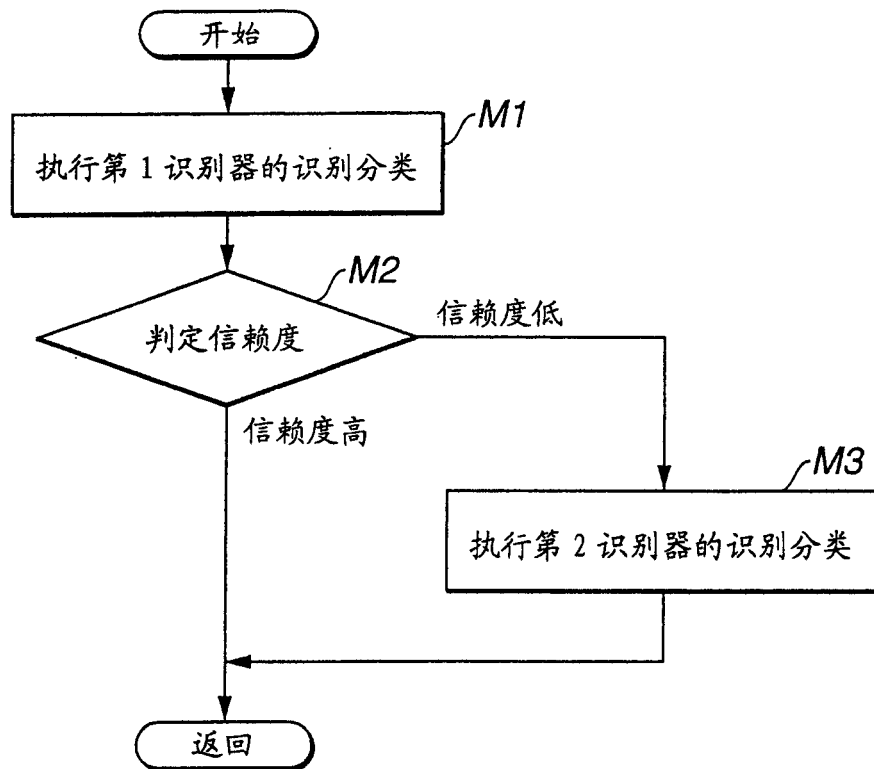 开始
M1
执行第1识别器的识别分类
M2
判定信赖度
信赖度低
信赖度高
M3
执行第2识别器的识别分类
返回